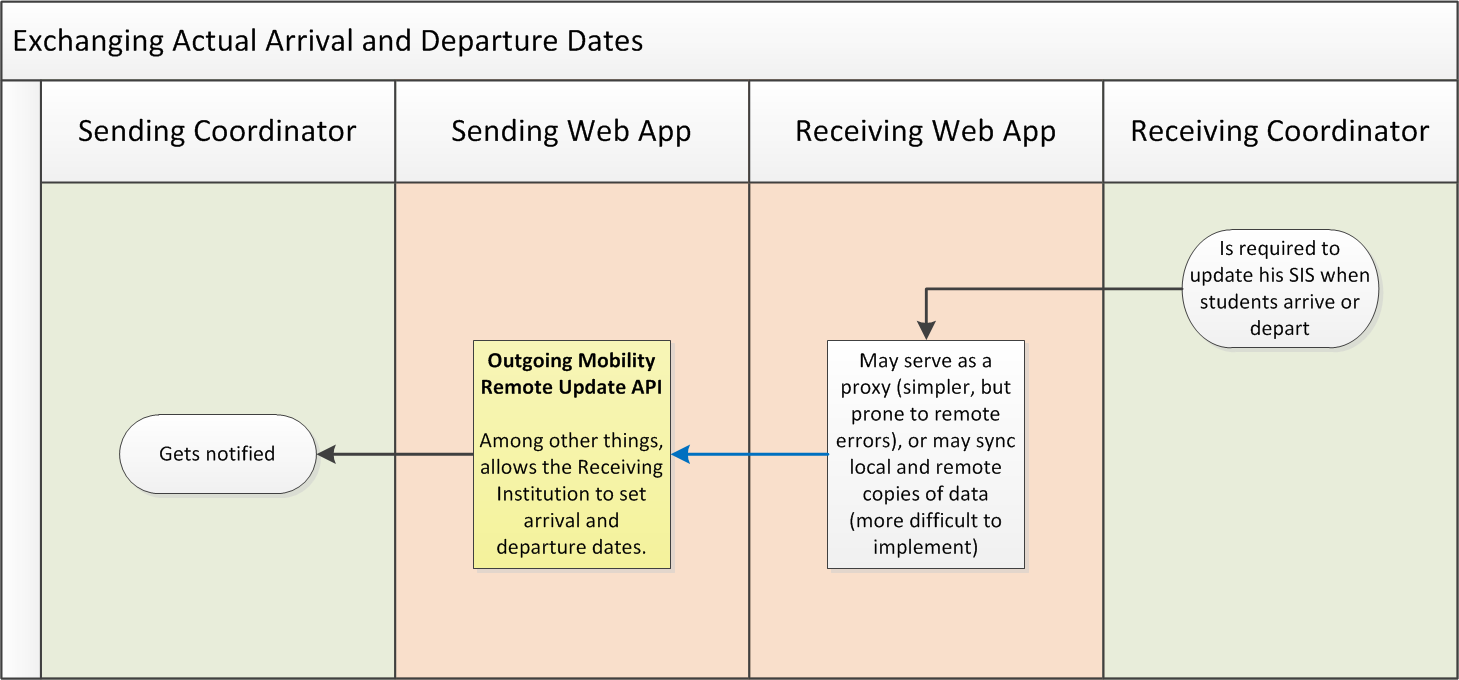 Exchanging Actual Arrival and Departure Dates
Sending Coordinator
Sending Web App
Receiving Web App
Receiving Coordinator
Is required to
update his SIS when
students arrive or
depart
May serve as a
proxy (simpler, but
prone to remote
errors), or may sync
local and remote
copies of data
(more difficult to
implement)
Outgoing Mobility
Remote Update API
Among other things,
allows the Receiving
Institution to set
arrival and
departure dates.
Gets notified